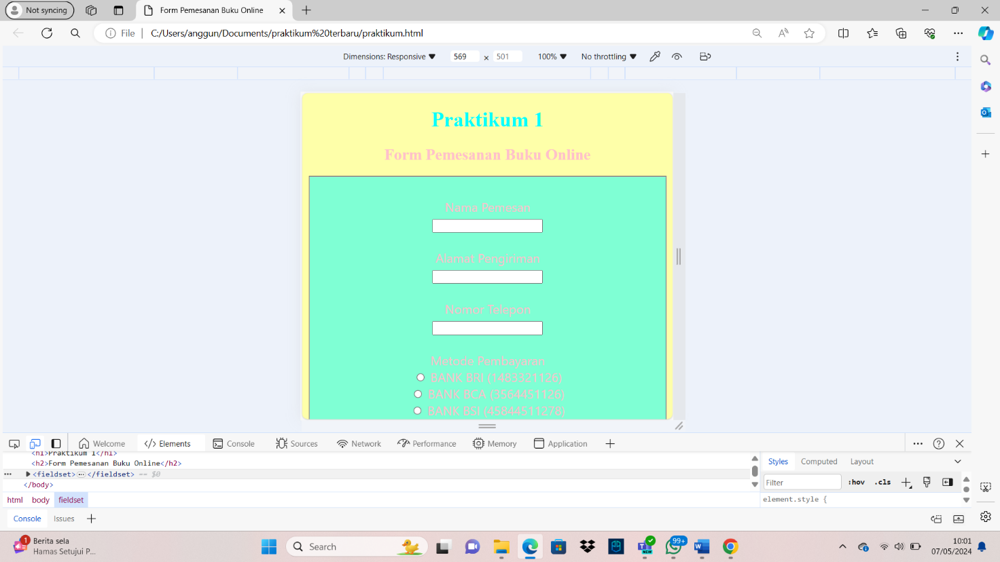 Not syncing
Form Pemesanan Buku Online
File
C:/Users/anggun/Documents/praktikum%20terbaru/praktikum.html
Dimensions: Responsive
569
x
501
100%
No throttling
Praktikum 1
Form Pemesanan Buku Online
Nama Pemesan
Alamat Pengiriman
Nomor Telepon
Metode Pembayaran
BANK BRI (1483321126)
BANK BCA (3564451126)
BANK BSI (45844511278)
Welcome
Elements
Console
Sources
Network
Performance
Memory
Application
<h1>Praktikum 1</h1>
<h2>Form Pemesanan Buku Online</h2>
<fieldset> ... </fieldset> == $0
</body>
html body fieldset
Styles
Computed
Layout
Filter
:hov
.cls
element.style {
Console
Issues
1
Berita sela
Hamas Setujui P...
Search
NEW
99+
10:01
07/05/2024